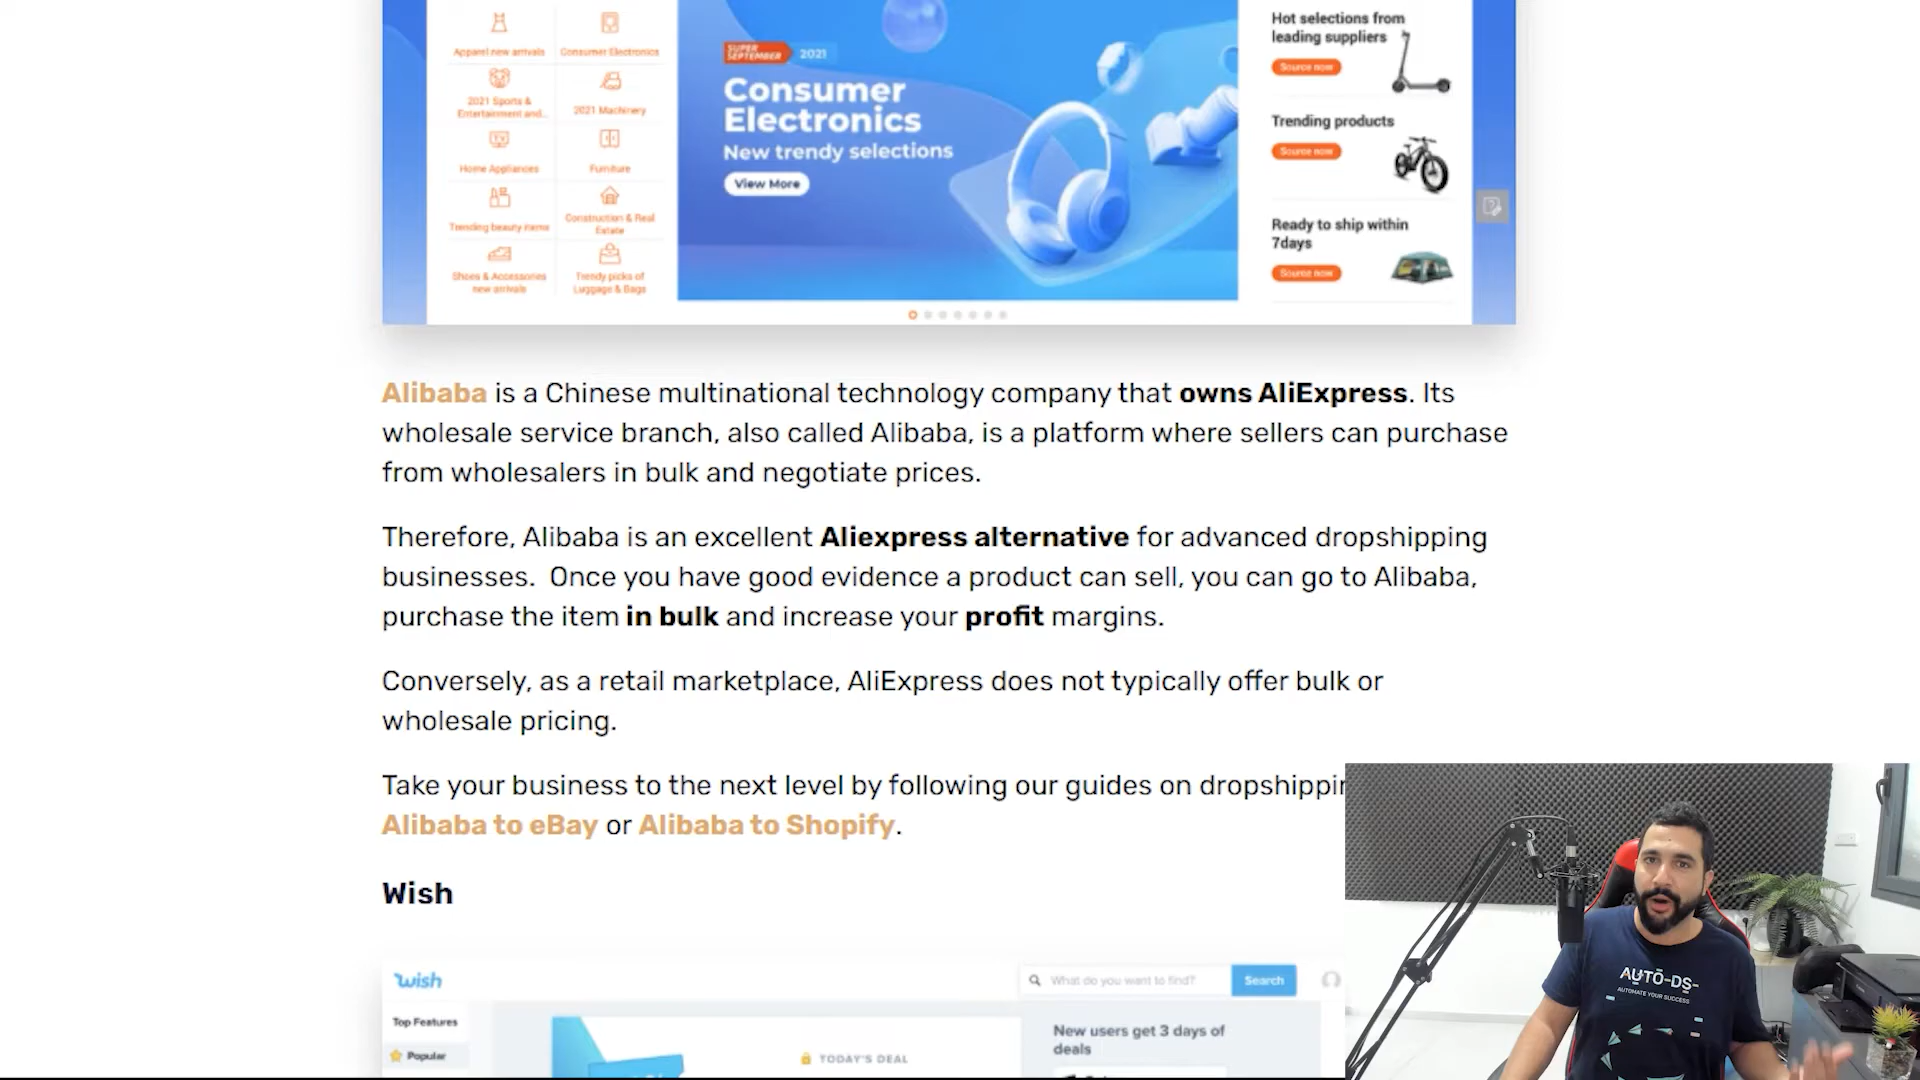 Apparel new arrivals
Consumer Electronics
2021 Sports &
Entertainment and...
2021 Machinery
Home Appliances
Furniture
Trending beauty items
Construction & Real
Estate
Shoes & Accessories
new arrivals
Trendy picks of
Luggage & Bags
SUPER
SEPTEMBER
2021
Consumer
Electronics
New trendy selections
View More
Hot selections from
leading suppliers
Source now
Trending products
Source now
Ready to ship within
7days
Source now
Alibaba is a Chinese multinational technology company that owns AliExpress. Its
wholesale service branch, also called Alibaba, is a platform where sellers can purchase
from wholesalers in bulk and negotiate prices.
Therefore, Alibaba is an excellent Aliexpress alternative for advanced dropshipping
businesses. Once you have good evidence a product can sell, you can go to Alibaba,
purchase the item in bulk and increase your profit margins.
Conversely, as a retail marketplace, AliExpress does not typically offer bulk or
wholesale pricing.
Take your business to the next level by following our guides on dropshippin
Alibaba to eBay or Alibaba to Shopify.
Wish
wish
What do you want to find?
Search
Top Features
Popular
TODAY'S DEAL
New users get 3 days of
deals
AUTO-DS-
AUTOMATE YOUR SUCCESS